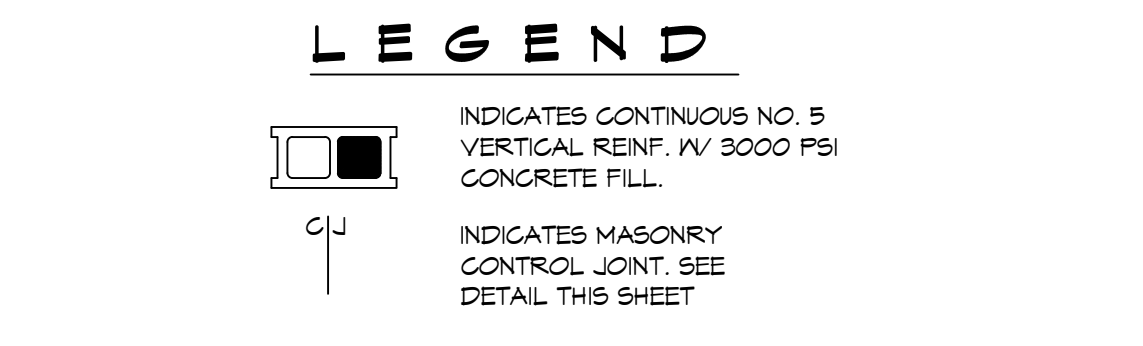 LEGEND
INDICATES CONTINUOUS NO. 5
VERTICAL REINF. W/ 3000 PSI
CONCRETE FILL.
CJ
INDICATES MASONRY
CONTROL JOINT. SEE
DETAIL THIS SHEET